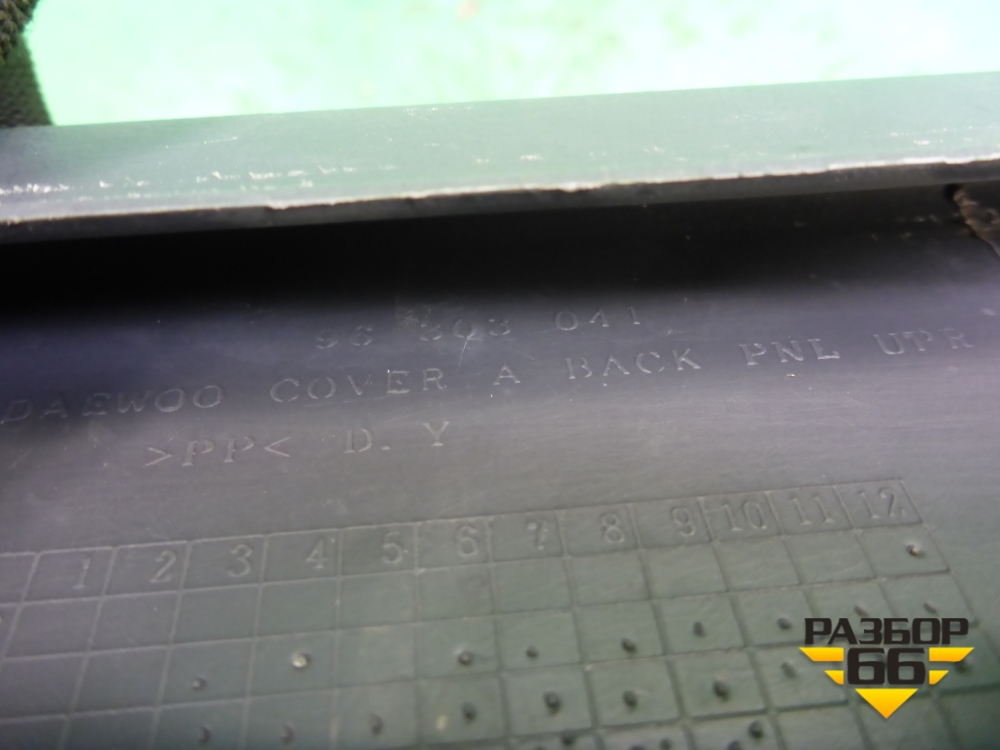 96 803 041
DAEWOO COVER A BACK PNL UPR
>PP< D.Y
1 2 3 4 5 6 7 8 9 10 11 12
РАЗБОР
66